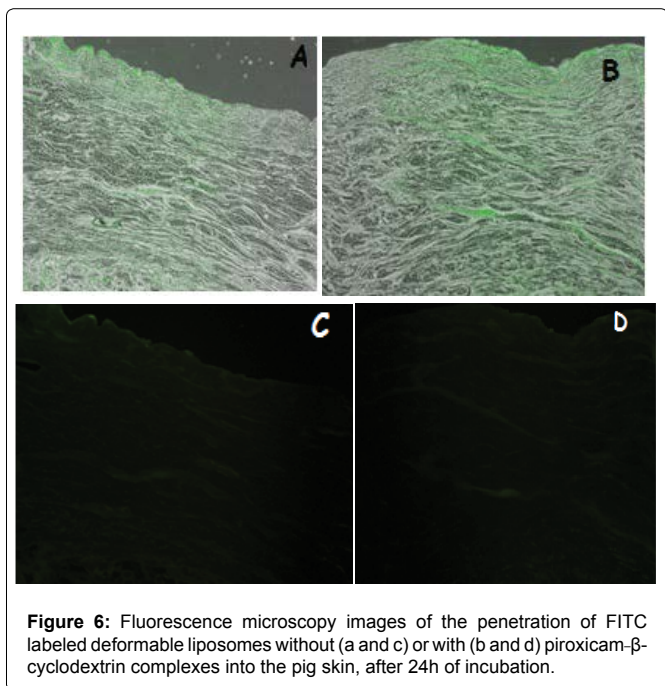 A
B
C
D
Figure 6: Fluorescence microscopy images of the penetration of FITC
labeled deformable liposomes without (a and c) or with (b and d) piroxicam-β-
cyclodextrin complexes into the pig skin, after 24h of incubation.